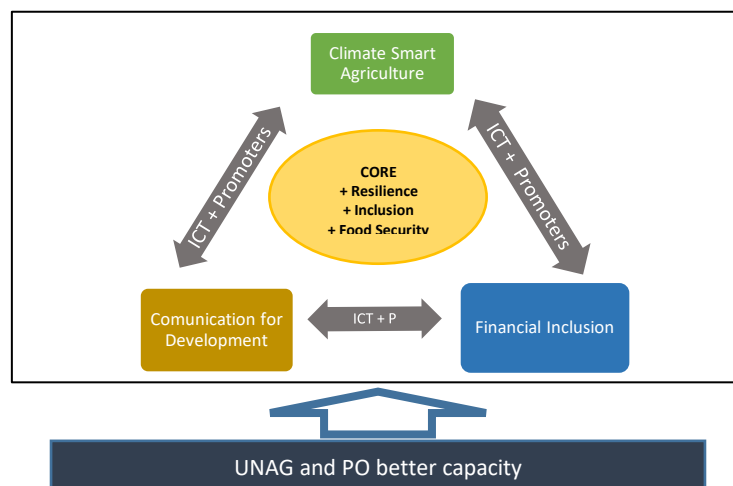 Climate Smart
Agriculture
ICT + Promoters
ICT + Promoters
CORE
+ Resilience
+ Inclusion
+ Food Security
Comunication for
Development
ICT + P
Financial Inclusion
UNAG and PO better capacity